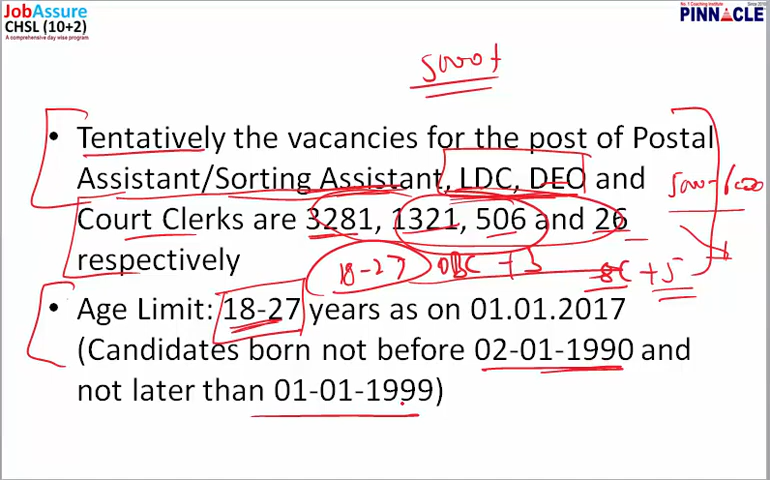 JobAssure
CHSL (10+2)
A comprehensive day wise program
No. 1 Coaching Institute
PINNACLE
5000+
• Tentatively the vacancies for the post of Postal
Assistant/Sorting Assistant, LDC, DEO and
Court Clerks are 3281, 1321, 506 and 26
respectively
18-27 OBC + 3
SC + 5
• Age Limit: 18-27 years as on 01.01.2017
(Candidates born not before 02-01-1990 and
not later than 01-01-1999)